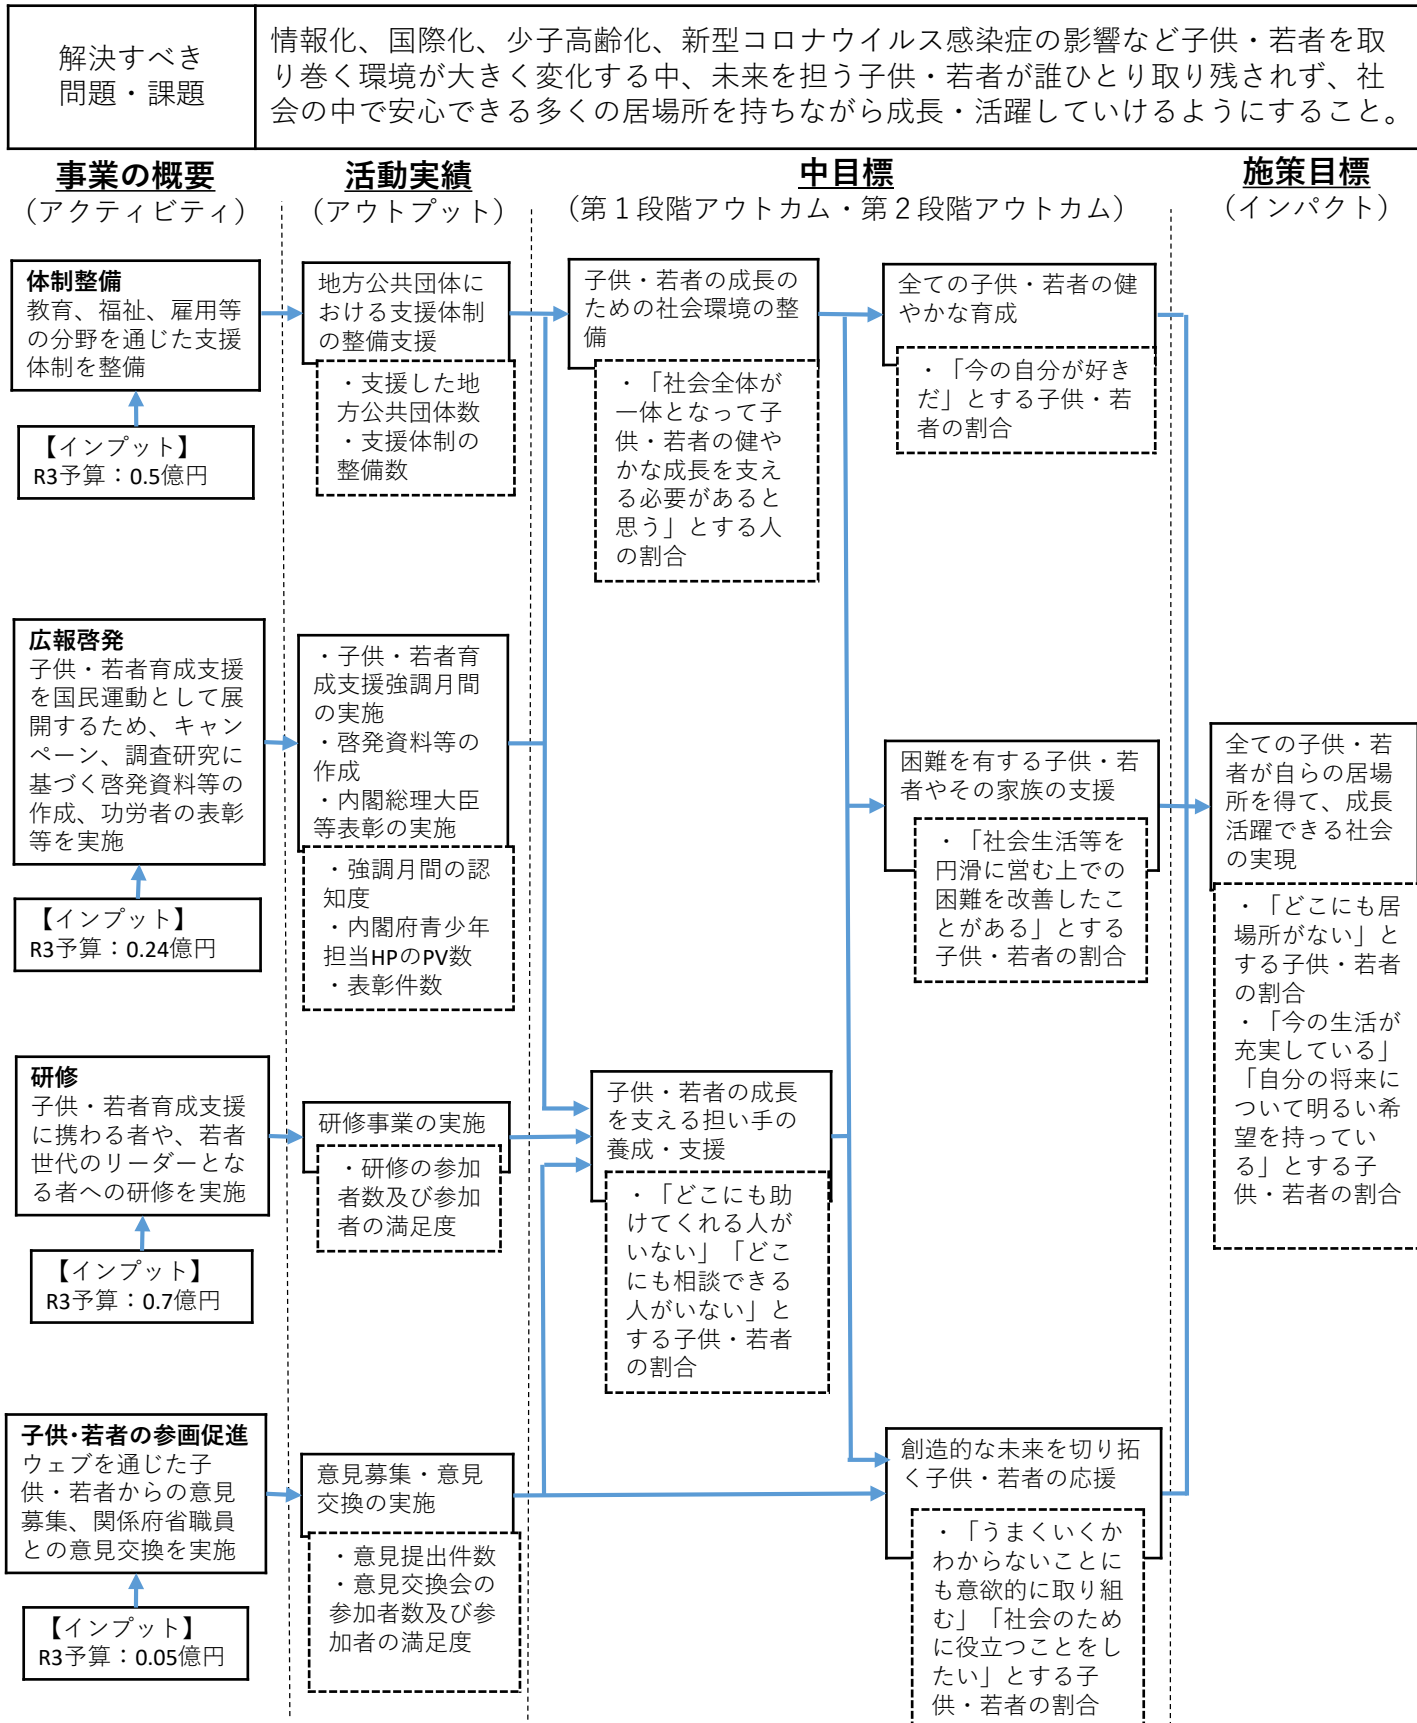 解決すべき
問題・課題
情報化、国際化、少子高齢化、新型コロナウイルス感染症の影響など子供・若者を取
り巻く環境が大きく変化する中、未来を担う子供・若者が誰ひとり取り残されず、社
会の中で安心できる多くの居場所を持ちながら成長・活躍していけるようにすること。
事業の概要
（アクティビティ）
活動実績
（アウトプット）
中目標
（第１段階アウトカム・第２段階アウトカム）
施策目標
（インパクト）
体制整備
教育、福祉、雇用等
の分野を通じた支援
体制を整備
【インプット】
R3予算：0.5億円
地方公共団体に
おける支援体制
の整備支援
・支援した地
方公共団体数
・支援体制の
整備数
子供・若者の成長の
ための社会環境の整
備
・「社会全体が
一体となって子
供・若者の健や
かな成長を支え
る必要があると
思う」とする人
の割合
全ての子供・若者の健
やかな育成
・「今の自分が好き
だ」とする子供・若
者の割合
広報啓発
子供・若者育成支援
を国民運動として展
開するため、キャン
ペーン、調査研究に
基づく啓発資料等の
作成、功労者の表彰
等を実施
【インプット】
R3予算：0.24億円
・子供・若者育
成支援強調月間
の実施
・啓発資料等の
作成
・内閣総理大臣
等表彰の実施
・強調月間の認
知度
・内閣府青少年
担当HPのPV数
・表彰件数
困難を有する子供・若
者やその家族の支援
・「社会生活等を
円滑に営む上での
困難を改善したこ
とがある」とする
子供・若者の割合
全ての子供・若
者が自らの居場
所を得て、成長
活躍できる社会
の実現
・「どこにも居
場所がない」と
する子供・若者
の割合
・「今の生活が
充実している」
「自分の将来に
ついて明るい希
望を持ってい
る」とする子
供・若者の割合
研修
子供・若者育成支援
に携わる者や、若者
世代のリーダーとな
る者への研修を実施
【インプット】
R3予算：0.7億円
研修事業の実施
・研修の参加
者数及び参加
者の満足度
子供・若者の成長
を支える担い手の
養成・支援
・「どこにも助
けてくれる人が
いない」「どこ
にも相談できる
人がいない」と
する子供・若者
の割合
子供・若者の参画促進
ウェブを通じた子
供・若者からの意見
募集、関係府省職員
との意見交換を実施
【インプット】
R3予算：0.05億円
意見募集・意見
交換の実施
・意見提出件数
・意見交換会の
参加者数及び参
加者の満足度
創造的な未来を切り拓
く子供・若者の応援
・「うまくいくか
わからないことに
も意欲的に取り組
む」「社会のため
に役立つことをし
たい」とする子
供・若者の割合